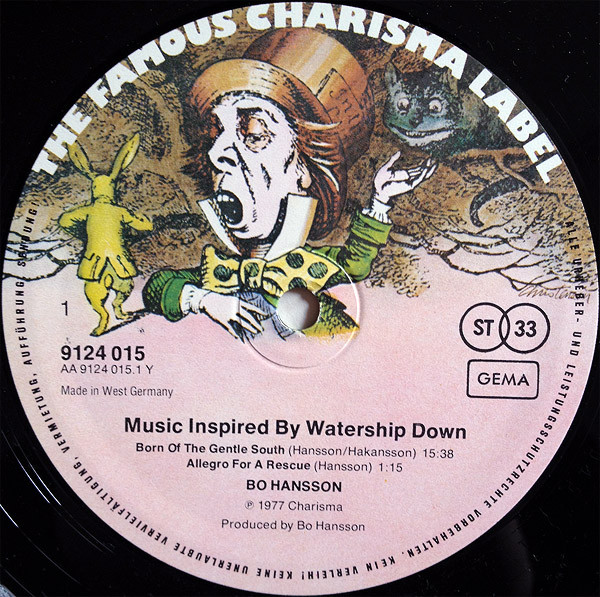 THE FAMOUS CHARISMA LABEL
1
9124 015
AA 9124 015.1 Y
Made in West Germany
ST 33
GEMA
Music Inspired By Watership Down
Born Of The Gentle South (Hansson/Hakansson) 15:38
Allegro For A Rescue (Hansson) 1:15
BO HANSSON
℗ 1977 Charisma
Produced by Bo Hansson
ALLE URHEBER- UND LEISTUNGSSCHUTZRECHTE VORBEHALTEN. KEIN VERLEIH! KEINE UNERLAUBTE VERVIELFÄLTIGUNG, VERMIETUNG, AUFFÜHRUNG, SENDUNG!